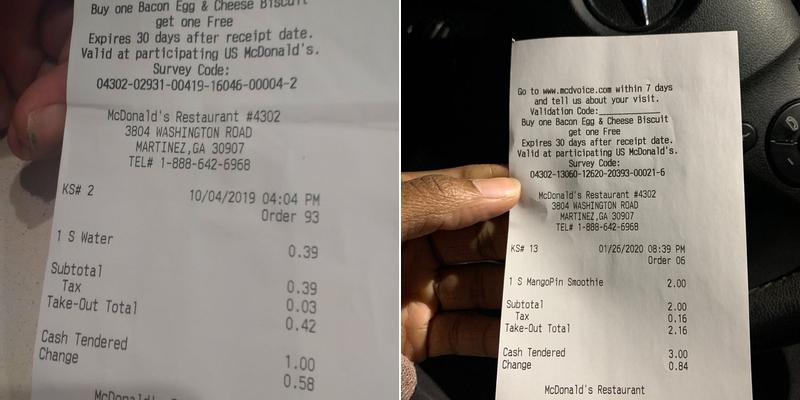 Buy one Bacon Egg & Cheese Biscuit
get one Free
Expires 30 days after receipt date.
Valid at participating US McDonald's.
Survey Code:
04302-02931-00419-16046-00004-2
McDonald's Restaurant #4302
3804 WASHINGTON ROAD
MARTINEZ,GA 30907
TEL# 1-888-642-6968
KS# 2 10/04/2019 04:04 PM
Order 93
1 S Water 0.39
Subtotal 0.39
Tax 0.03
Take-Out Total 0.42
Cash Tendered 1.00
Change 0.58
McDonald's Restaurant
Go to www.mcdvoice.com within 7 days
and tell us about your visit.
Validation Code:
Buy one Bacon Egg & Cheese Biscuit
get one Free
Expires 30 days after receipt date.
Valid at participating US McDonald's.
Survey Code:
04302-13060-12620-20393-00021-6
McDonald's Restaurant #4302
3804 WASHINGTON ROAD
MARTINEZ,GA 30907
TEL# 1-888-642-6968
KS# 13 01/26/2020 08:39 PM
Order 06
1 S MangoPin Smoothie 2.00
Subtotal 2.00
Tax 0.16
Take-Out Total 2.16
Cash Tendered 3.00
Change 0.84
McDonald's Restaurant